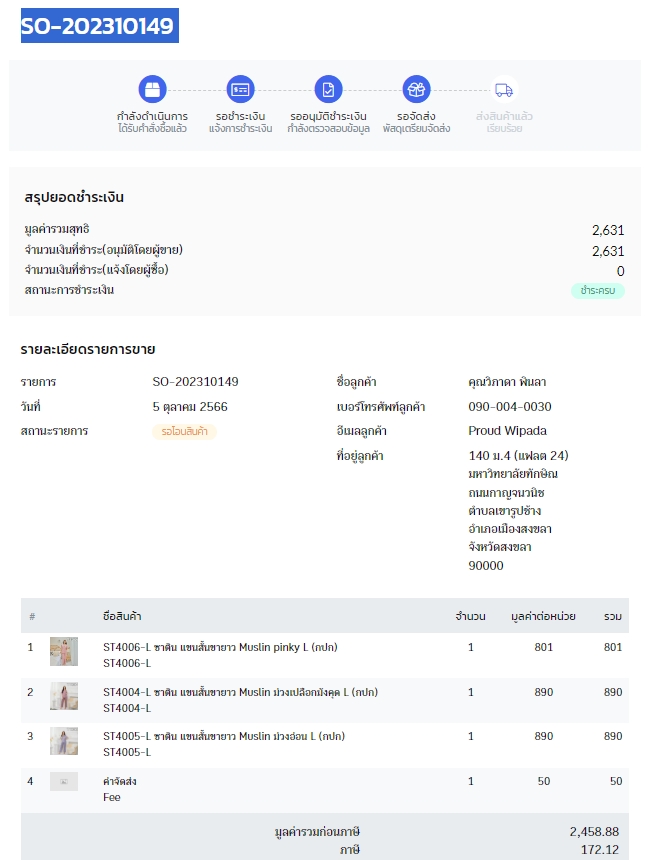 SO-202310149
กำลังดำเนินการ
ได้รับคำสั่งซื้อแล้ว
รอชำระเงิน
แจ้งการชำระเงิน
รออนุมัติชำระเงิน
กำลังตรวจสอบข้อมูล
รอจัดส่ง
พัสดุเตรียมจัดส่ง
ส่งสินค้าแล้ว
เรียบร้อย
สรุปยอดชำระเงิน
มูลค่ารวมสุทธิ 2,631
จำนวนเงินที่ชำระ(อนุมัติโดยผู้ขาย) 2,631
จำนวนเงินที่ชำระ(แจ้งโดยผู้ซื้อ) 0
สถานะการชำระเงิน ชำระครบ
รายละเอียดรายการขาย
รายการ SO-202310149
วันที่ 5 ตุลาคม 2566
สถานะรายการ รอโอนสินค้า
ชื่อลูกค้า คุณวิภาดา พินลา
เบอร์โทรศัพท์ลูกค้า 090-004-0030
อีเมลลูกค้า Proud Wipada
ที่อยู่ลูกค้า 140 ม.4 (แฟลต 24)
มหาวิทยาลัยทักษิณ
ถนนกาญจนวนิช
ตำบลเขารูปช้าง
อำเภอเมืองสงขลา
จังหวัดสงขลา
90000
# ชื่อสินค้า จำนวน มูลค่าต่อหน่วย รวม
1 ST4006-L ซาติน แขนสั้นขายาว Muslin pinky L (กปก) 1 801 801
ST4006-L
2 ST4004-L ซาติน แขนสั้นขายาว Muslin ม่วงเปลือกมังคุด L (กปก) 1 890 890
ST4004-L
3 ST4005-L ซาติน แขนสั้นขายาว Muslin ม่วงอ่อน L (กปก) 1 890 890
ST4005-L
4 ค่าจัดส่ง 1 50 50
Fee
มูลค่ารวมก่อนภาษี 2,458.88
ภาษี 172.12